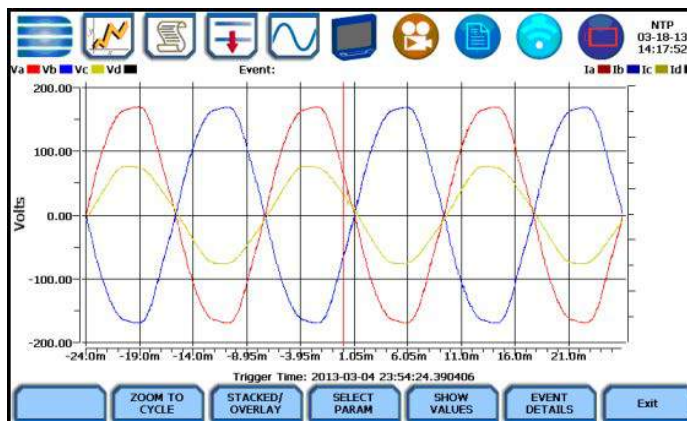 NTP
03-18-13
14:17:52
Va Vb Vc Vd
Event:
Ia Ib Ic Id
200.00
100.00
0.00
-100.00
-200.00
Volts
-24.0m -19.0m -14.0m -8.95m -3.95m 1.05m 6.05m 11.0m 16.0m 21.0m
Trigger Time: 2013-03-04 23:54:24.390406
ZOOM TO
CYCLE
STACKED/
OVERLAY
SELECT
PARAM
SHOW
VALUES
EVENT
DETAILS
Exit